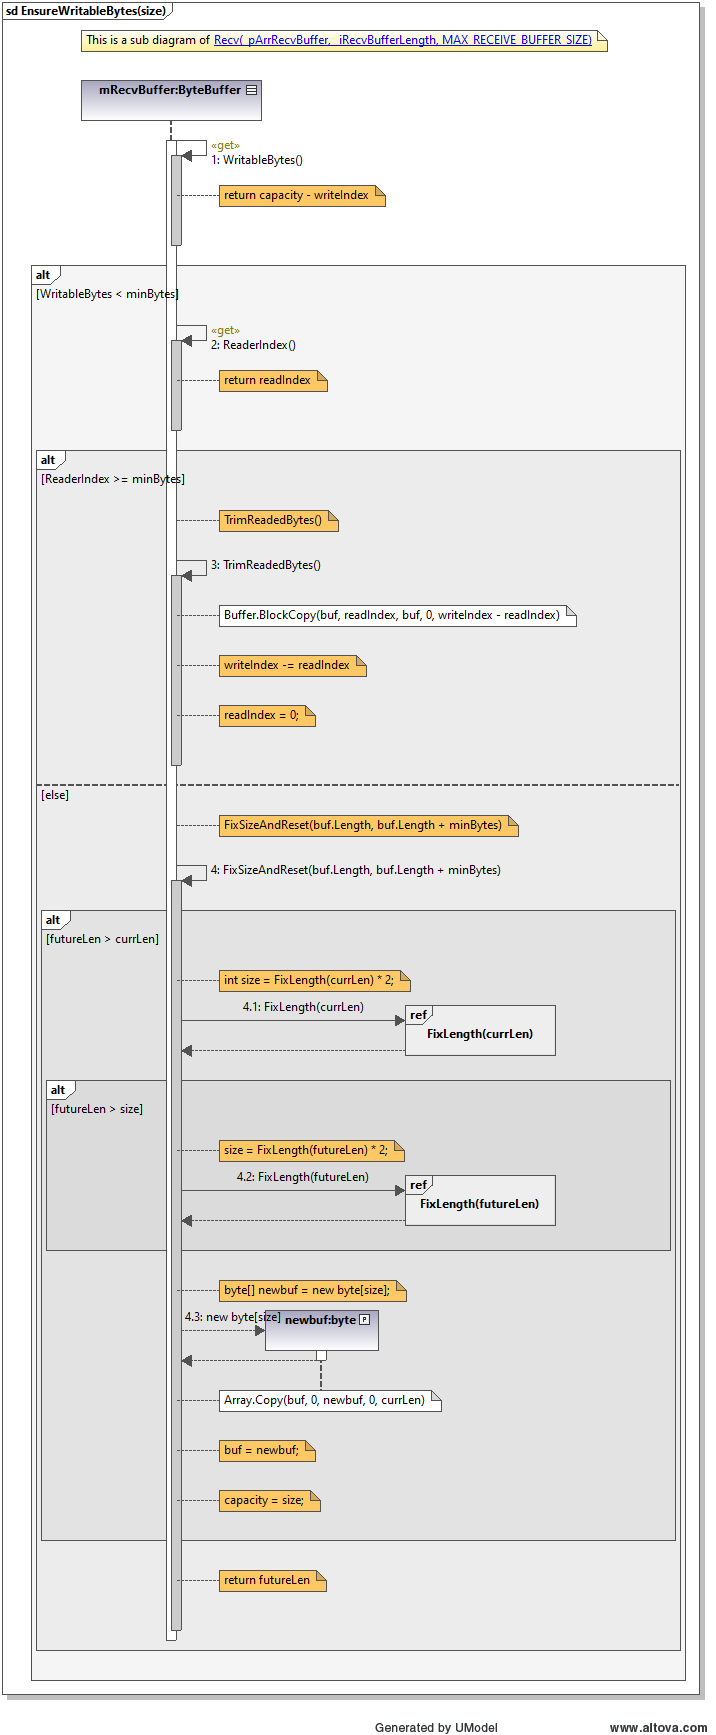 sd EnsureWritableBytes(size)
This is a sub diagram of Recv(_pArrRecvBuffer, _iRecvBufferLength, MAX_RECEIVE_BUFFER_SIZE)
mRecvBuffer:ByteBuffer
«get»
1: WritableBytes()
return capacity - writeIndex
alt
[WritableBytes < minBytes]
«get»
2: ReaderIndex()
return readIndex
alt
[ReaderIndex >= minBytes]
TrimReadedBytes()
3: TrimReadedBytes()
Buffer.BlockCopy(buf, readIndex, buf, 0, writeIndex - readIndex)
writeIndex -= readIndex
readIndex = 0;
[else]
FixSizeAndReset(buf.Length, buf.Length + minBytes)
4: FixSizeAndReset(buf.Length, buf.Length + minBytes)
alt
[futureLen > currLen]
int size = FixLength(currLen) * 2;
4.1: FixLength(currLen)
ref
FixLength(currLen)
alt
[futureLen > size]
size = FixLength(futureLen) * 2;
4.2: FixLength(futureLen)
ref
FixLength(futureLen)
byte[] newbuf = new byte[size];
4.3: new byte[size]
newbuf:byte
P
Array.Copy(buf, 0, newbuf, 0, currLen)
buf = newbuf;
capacity = size;
return futureLen
Generated by UModel
www.altova.com